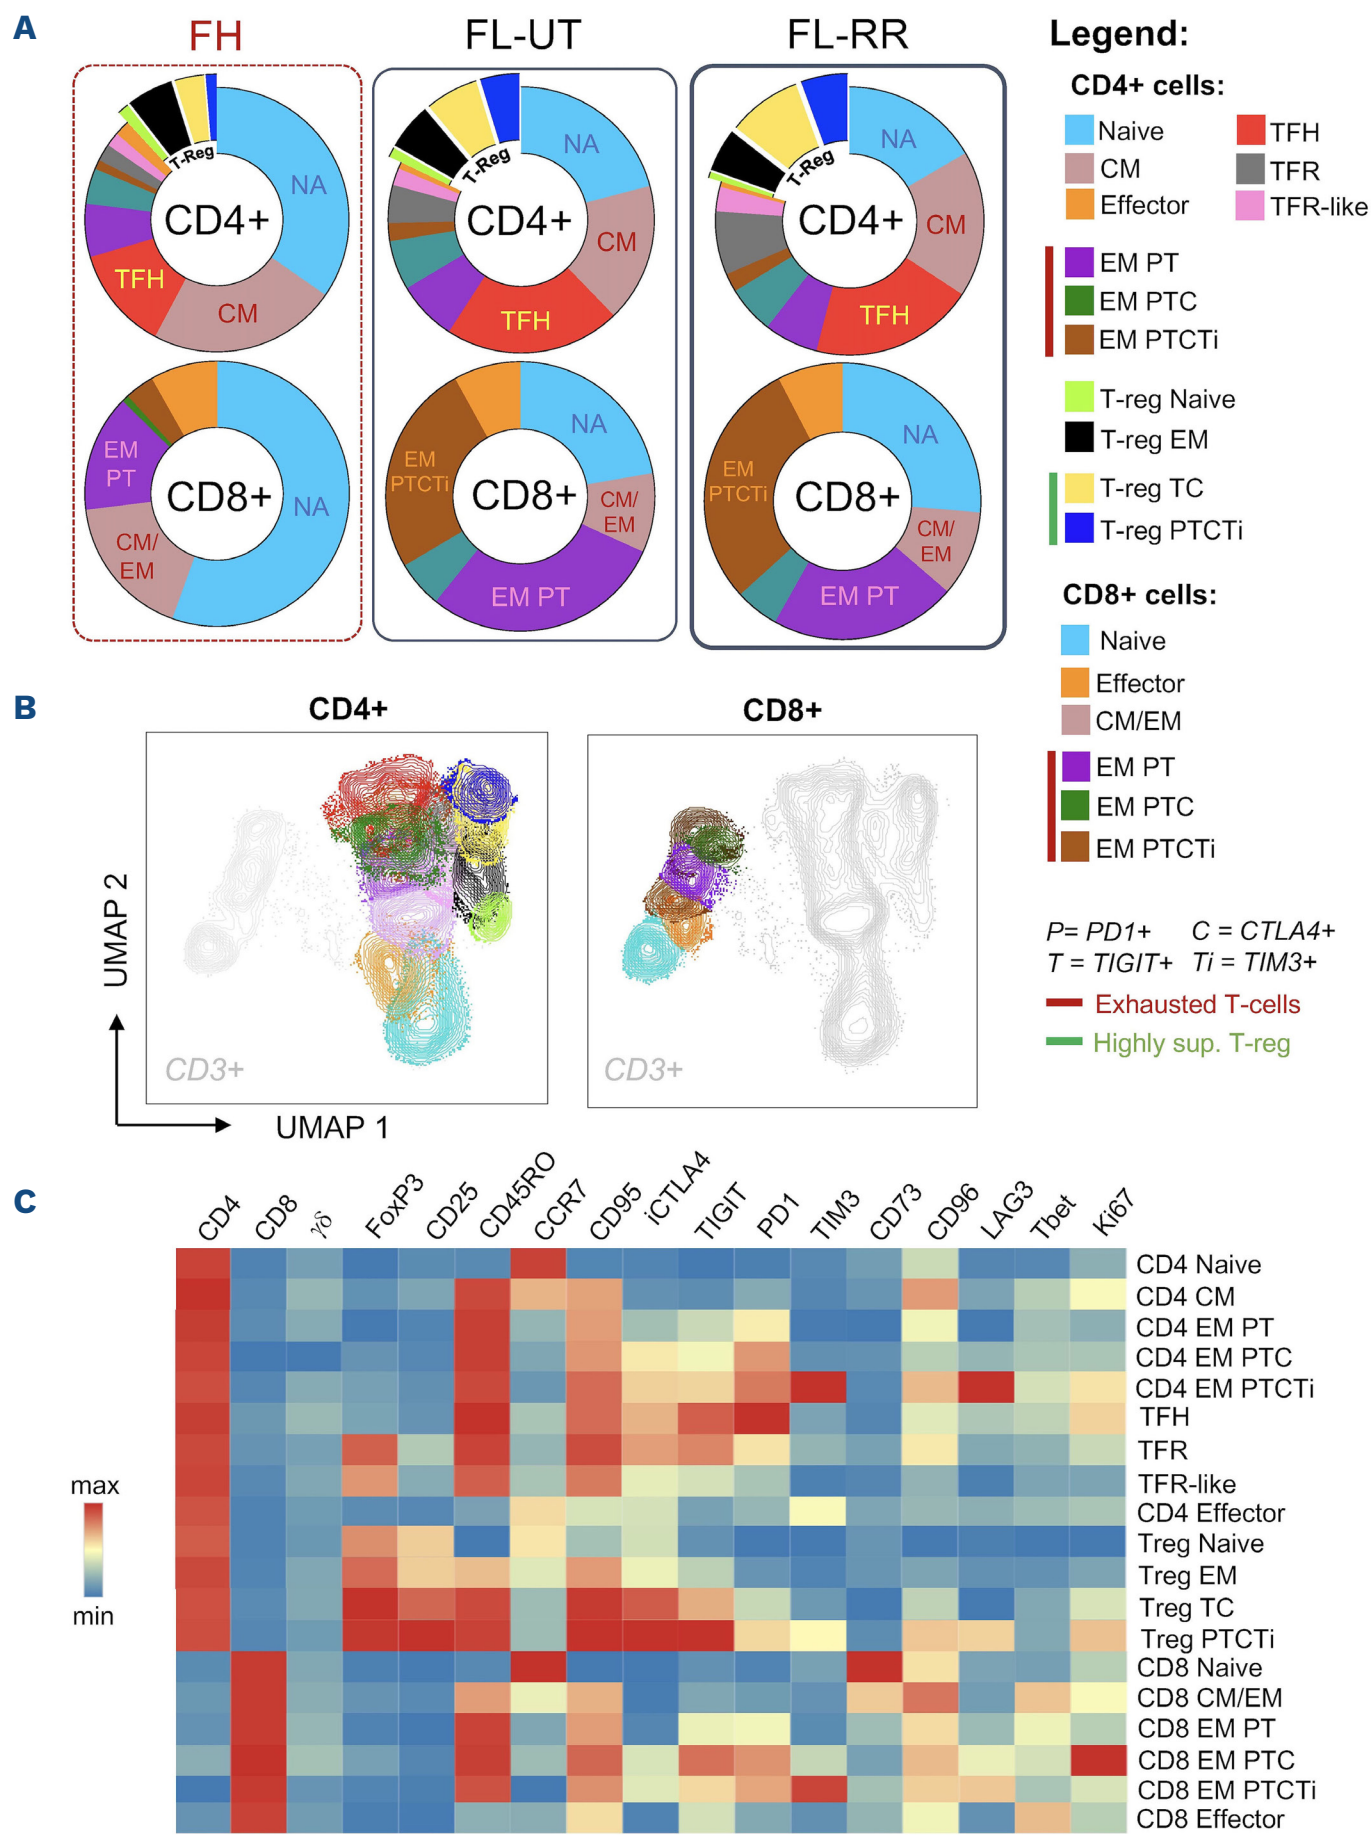 A
FH
FL-UT
FL-RR
T-Reg
CD4+
NA
CM
TFH
T-Reg
CD4+
NA
CM
TFH
T-Reg
CD4+
NA
CM
TFH
CD8+
NA
CM/
EM
EM
PT
CD8+
NA
CM/
EM
EM PT
EM
PTCTi
CD8+
NA
CM/
EM
EM PT
EM
PTCTi
Legend:
CD4+ cells:
Naive
TFH
CM
TFR
Effector
TFR-like
EM PT
EM PTC
EM PTCTi
T-reg Naive
T-reg EM
T-reg TC
T-reg PTCTi
CD8+ cells:
Naive
Effector
CM/EM
EM PT
EM PTC
EM PTCTi
P= PD1+ C = CTLA4+
T = TIGIT+ Ti = TIM3+
Exhausted T-cells
Highly sup. T-reg
B
CD4+
CD8+
CD3+
CD3+
UMAP 2
UMAP 1
C
CD4
CD8
γδ
FoxP3
CD25
CD45RO
CCR7
CD95
iCTLA4
TIGIT
PD1
TIM3
CD73
CD96
LAG3
Tbet
Ki67
max
min
CD4 Naive
CD4 CM
CD4 EM PT
CD4 EM PTC
CD4 EM PTCTi
TFH
TFR
TFR-like
CD4 Effector
Treg Naive
Treg EM
Treg TC
Treg PTCTi
CD8 Naive
CD8 CM/EM
CD8 EM PT
CD8 EM PTC
CD8 EM PTCTi
CD8 Effector